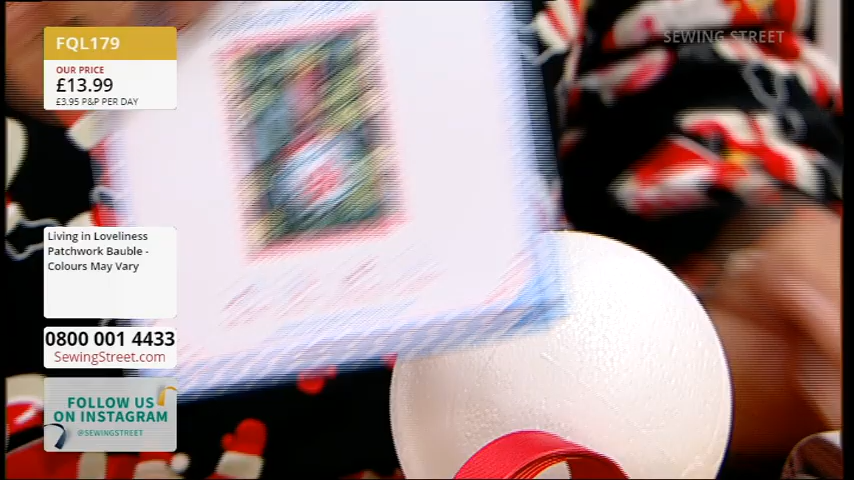 FQL179
SEWING STREET
OUR PRICE
£13.99
£3.95 P&P PER DAY
Living in Loveliness
Patchwork Bauble -
Colours May Vary
0800 001 4433
SewingStreet.com
FOLLOW US
ON INSTAGRAM
@SEWINGSTREET